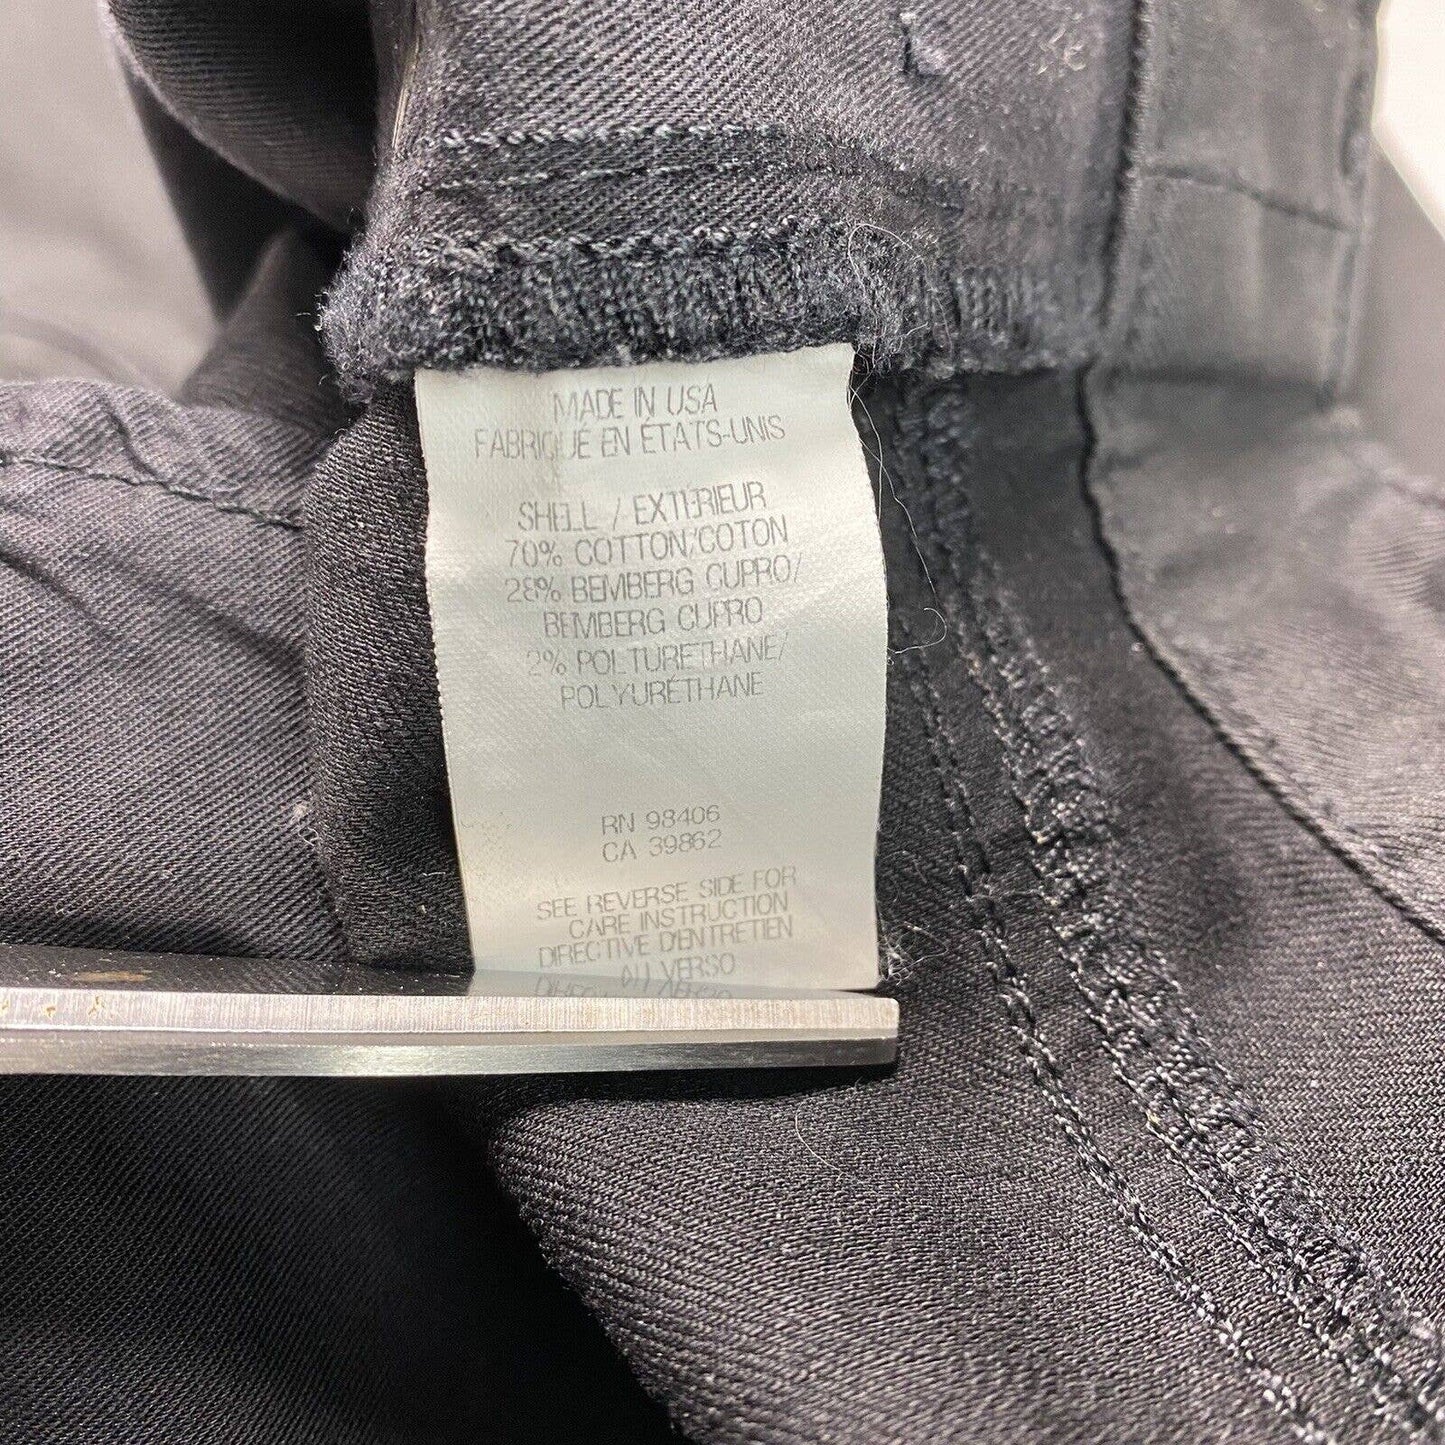 MADE IN USA
FABRIQUE EN ÉTATS-UNIS
SHELL / EXTÉRIEUR
70% COTTON/COTON
28% BEMBERG CUPRO/
BEMBERG CUPRO
2% POLTURETHANE/
POLYURÉTHANE
RN 98406
CA 39862
SEE REVERSE SIDE FOR
CARE INSTRUCTION
DIRECTIVE D'ENTRETIEN
AU VERSO